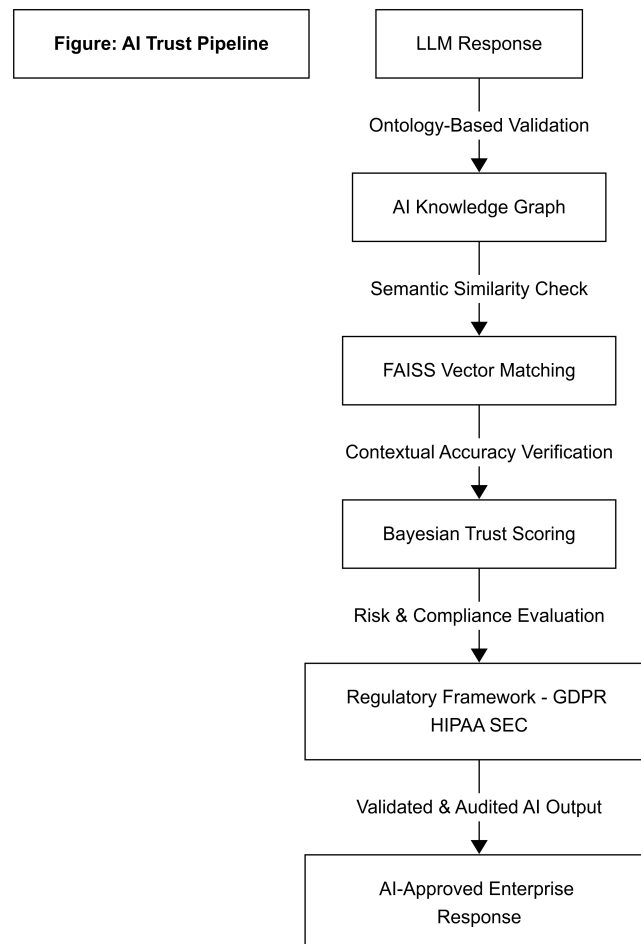 Figure: AI Trust Pipeline
LLM Response
Ontology-Based Validation
AI Knowledge Graph
Semantic Similarity Check
FAISS Vector Matching
Contextual Accuracy Verification
Bayesian Trust Scoring
Risk & Compliance Evaluation
Regulatory Framework - GDPR
HIPAA SEC
Validated & Audited AI Output
AI-Approved Enterprise
Response